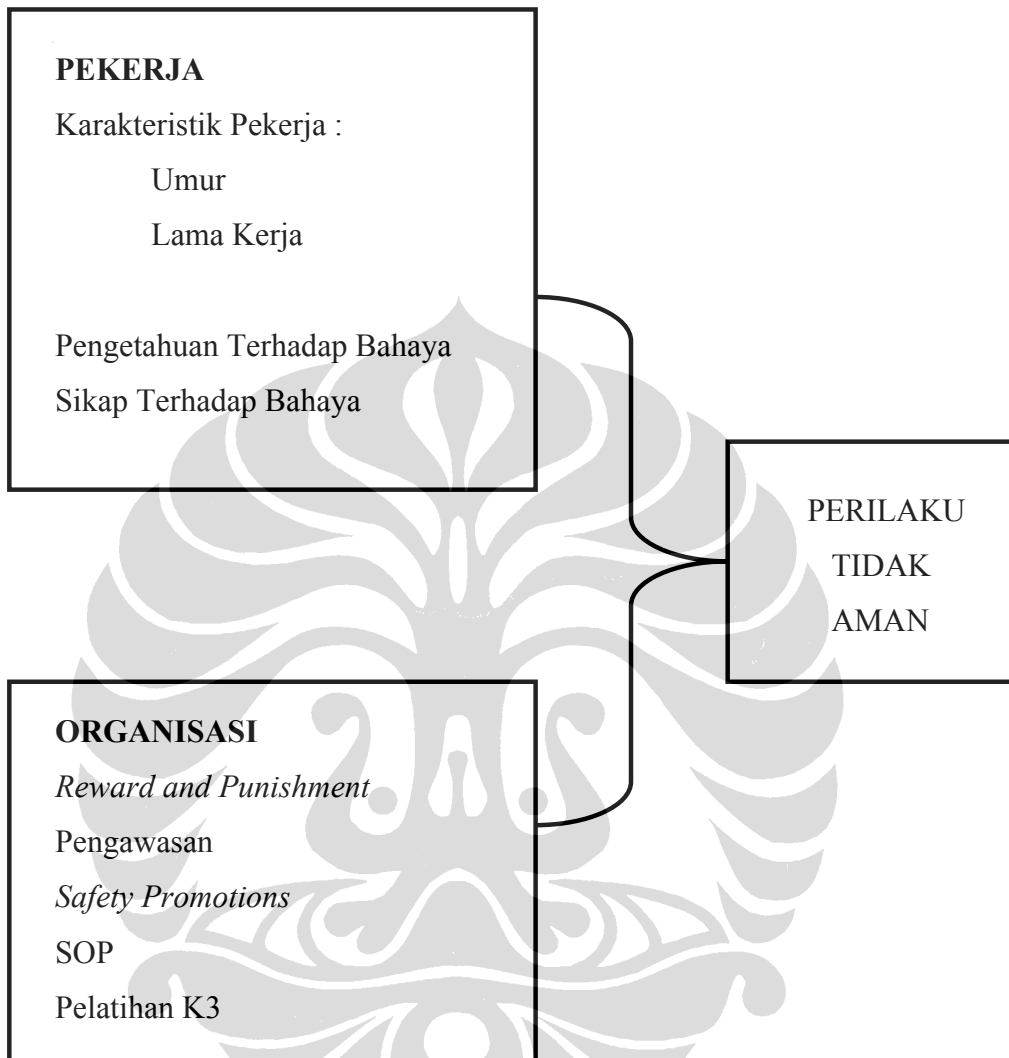 PEKERJA
Karakteristik Pekerja :
Umur
Lama Kerja
Pengetahuan Terhadap Bahaya
Sikap Terhadap Bahaya
PERILAKU
TIDAK
AMAN
ORGANISASI
Reward and Punishment
Pengawasan
Safety Promotions
SOP
Pelatihan K3